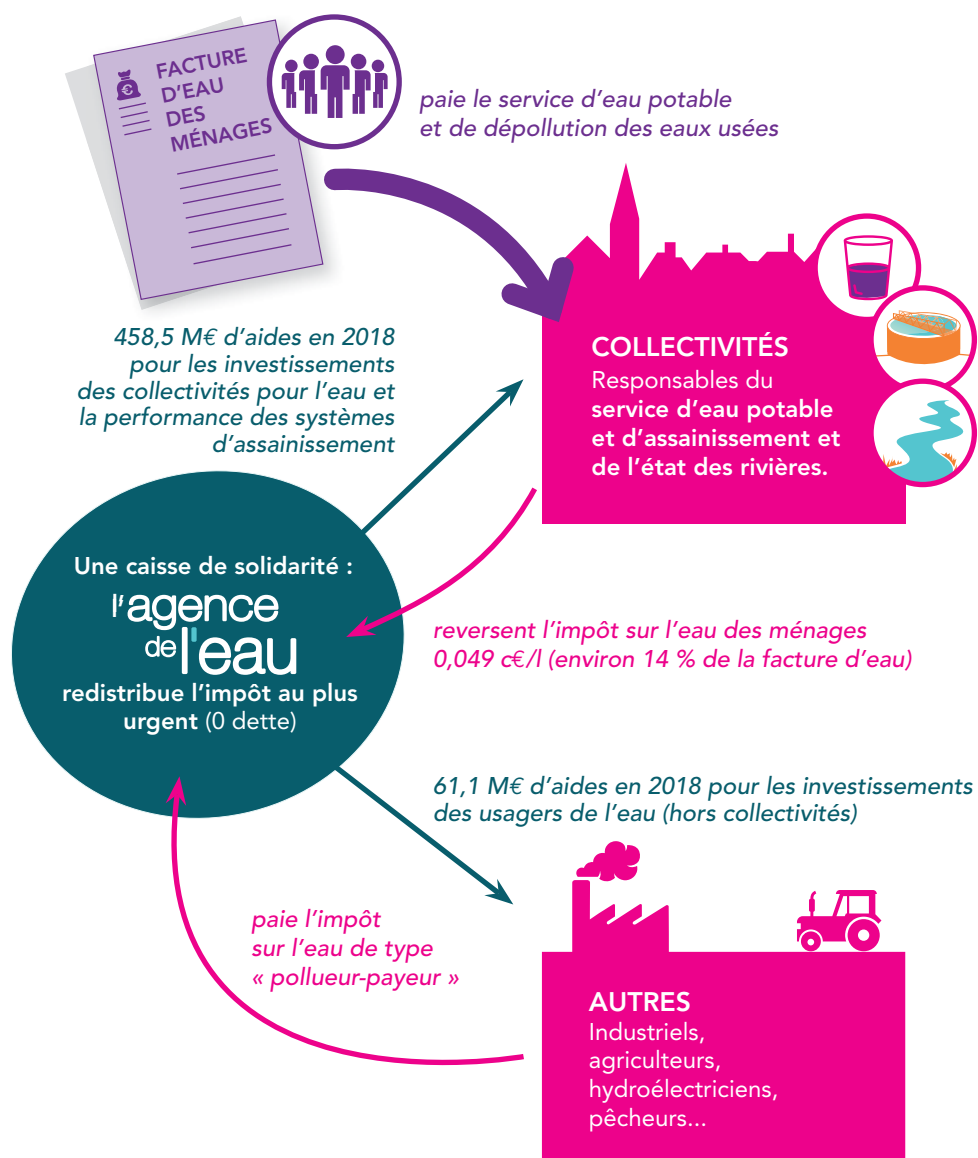 FACTURE
D'EAU
DES
MÉNAGES
€
paie le service d'eau potable
et de dépollution des eaux usées
458,5 M€ d'aides en 2018
pour les investissements
des collectivités pour l'eau et
la performance des systèmes
d'assainissement
COLLECTIVITÉS
Responsables du
service d'eau potable
et d'assainissement et
de l'état des rivières.
Une caisse de solidarité :
l'agence
de l'eau
redistribue l'impôt au plus
urgent (0 dette)
reversent l'impôt sur l'eau des ménages
0,049 c€/l (environ 14 % de la facture d'eau)
61,1 M€ d'aides en 2018 pour les investissements
des usagers de l'eau (hors collectivités)
paie l'impôt
sur l'eau de type
« pollueur-payeur »
AUTRES
Industriels,
agriculteurs,
hydroélectriciens,
pêcheurs...